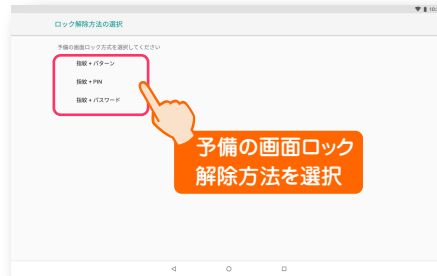 ロック解除方法の選択
予備の画面ロック方式を選択してください
指紋 + パターン
指紋 + PIN
指紋 + パスワード
予備の画面ロック
解除方法を選択